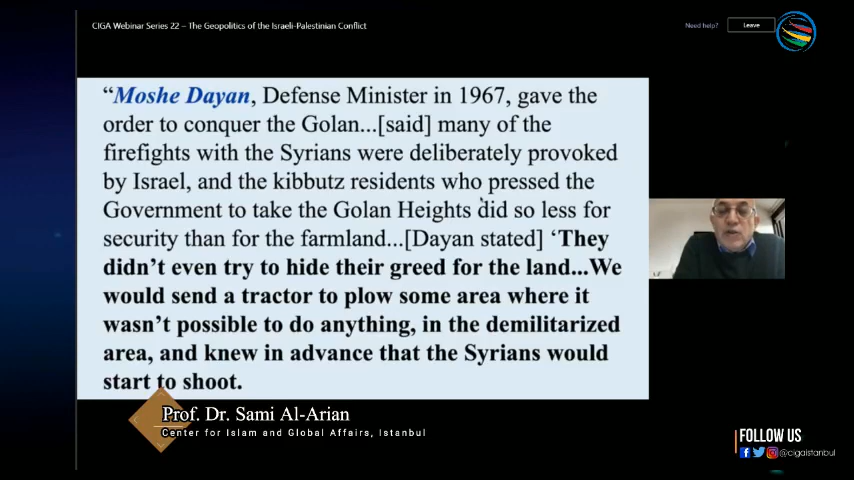 CIGA Webinar Series 22 – The Geopolitics of the Israeli-Palestinian Conflict
Need help?
Leave
“Moshe Dayan, Defense Minister in 1967, gave the
order to conquer the Golan...[said] many of the
firefights with the Syrians were deliberately provoked
by Israel, and the kibbutz residents who pressed the
Government to take the Golan Heights did so less for
security than for the farmland...[Dayan stated] ‘They
didn’t even try to hide their greed for the land...We
would send a tractor to plow some area where it
wasn’t possible to do anything, in the demilitarized
area, and knew in advance that the Syrians would
start to shoot.
Prof. Dr. Sami Al-Arian
Center for Islam and Global Affairs, Istanbul
FOLLOW US
@cigaistanbul